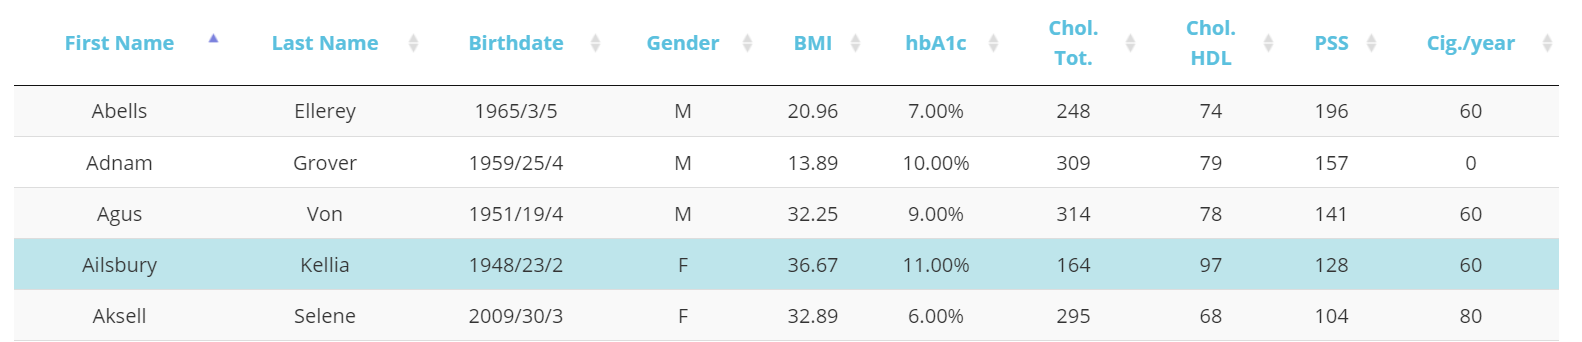 First Name Last Name Birthdate Gender BMI hbA1c Chol. Tot. Chol. HDL PSS Cig./year
Abells Ellerey 1965/3/5 M 20.96 7.00% 248 74 196 60
Adnam Grover 1959/25/4 M 13.89 10.00% 309 79 157 0
Agus Von 1951/19/4 M 32.25 9.00% 314 78 141 60
Ailsbury Kellia 1948/23/2 F 36.67 11.00% 164 97 128 60
Aksell Selene 2009/30/3 F 32.89 6.00% 295 68 104 80